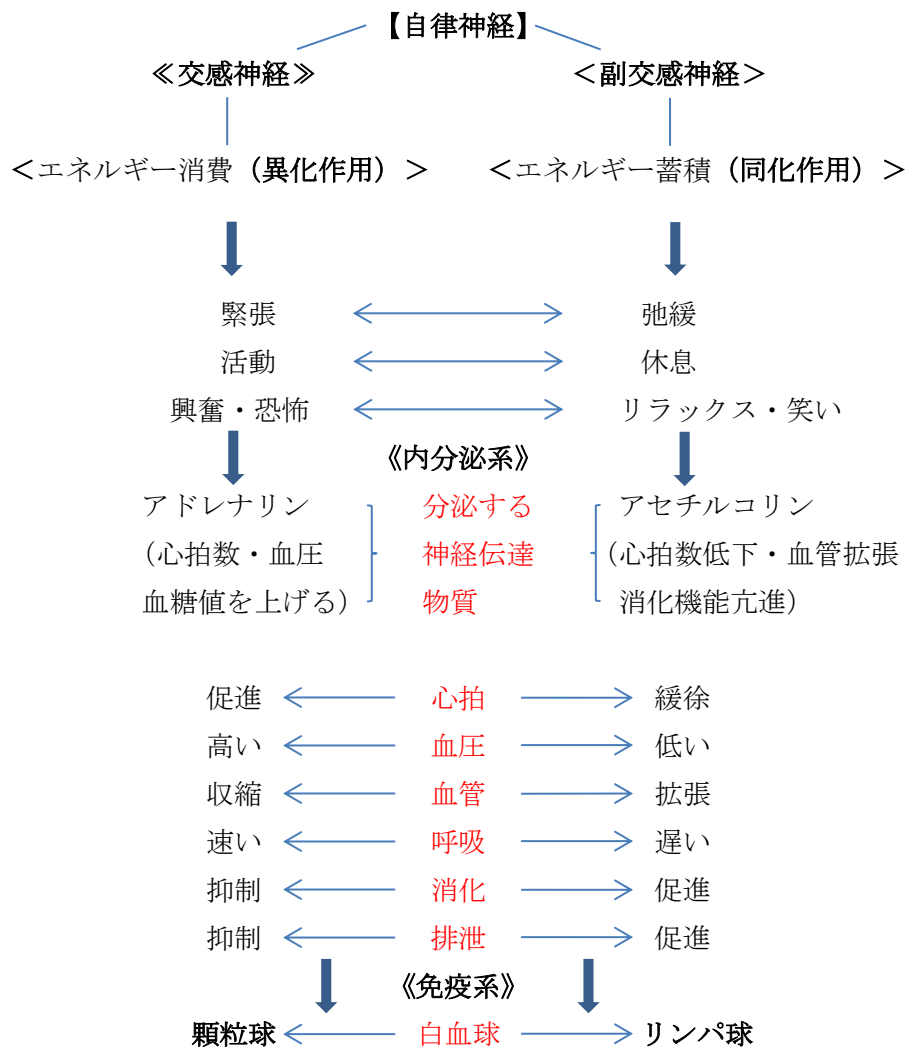 【自律神経】
≪交感神経≫ ＜副交感神経＞
＜エネルギー消費（異化作用）＞ ＜エネルギー蓄積（同化作用）＞
緊張 弛緩
活動 休息
興奮・恐怖 リラックス・笑い
《内分泌系》
アドレナリン 分泌する アセチルコリン
（心拍数・血圧 神経伝達 （心拍数低下・血管拡張
血糖値を上げる） 物質 消化機能亢進）
促進 心拍 緩徐
高い 血圧 低い
収縮 血管 拡張
速い 呼吸 遅い
抑制 消化 促進
抑制 排泄 促進
《免疫系》
顆粒球 白血球 リンパ球